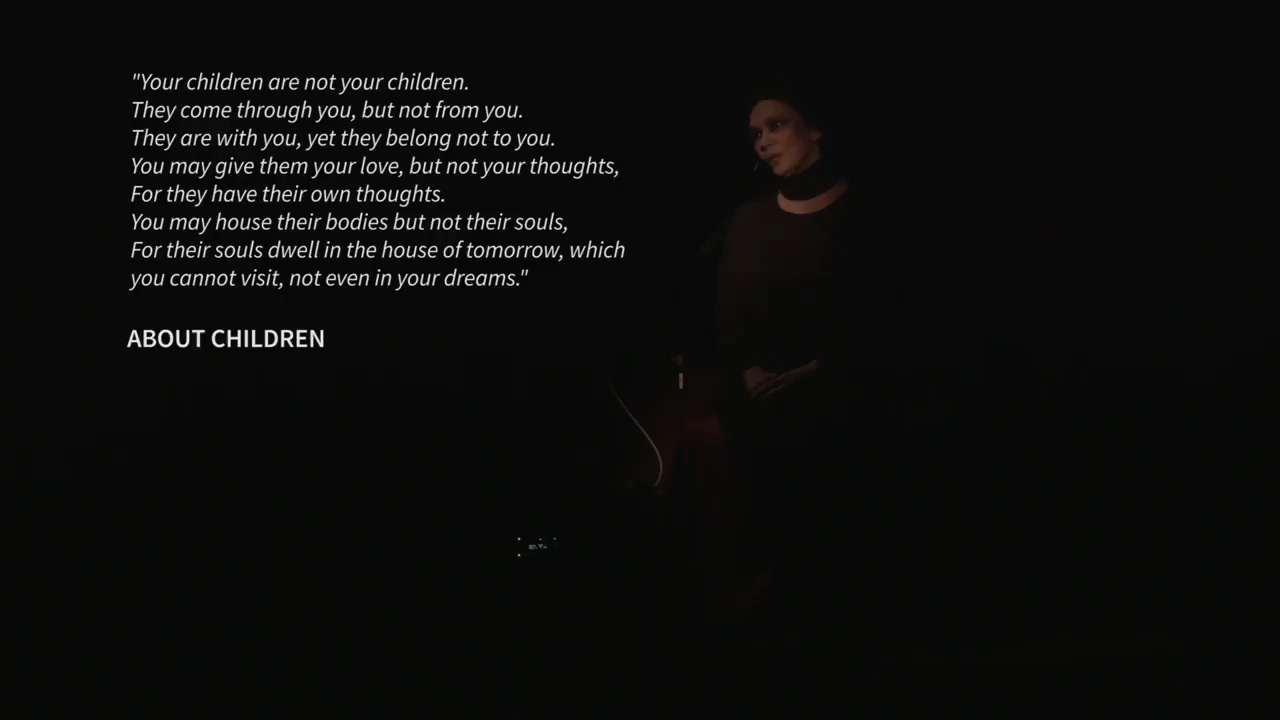 "Your children are not your children.
They come through you, but not from you.
They are with you, yet they belong not to you.
You may give them your love, but not your thoughts,
For they have their own thoughts.
You may house their bodies but not their souls,
For their souls dwell in the house of tomorrow, which
you cannot visit, not even in your dreams."
ABOUT CHILDREN